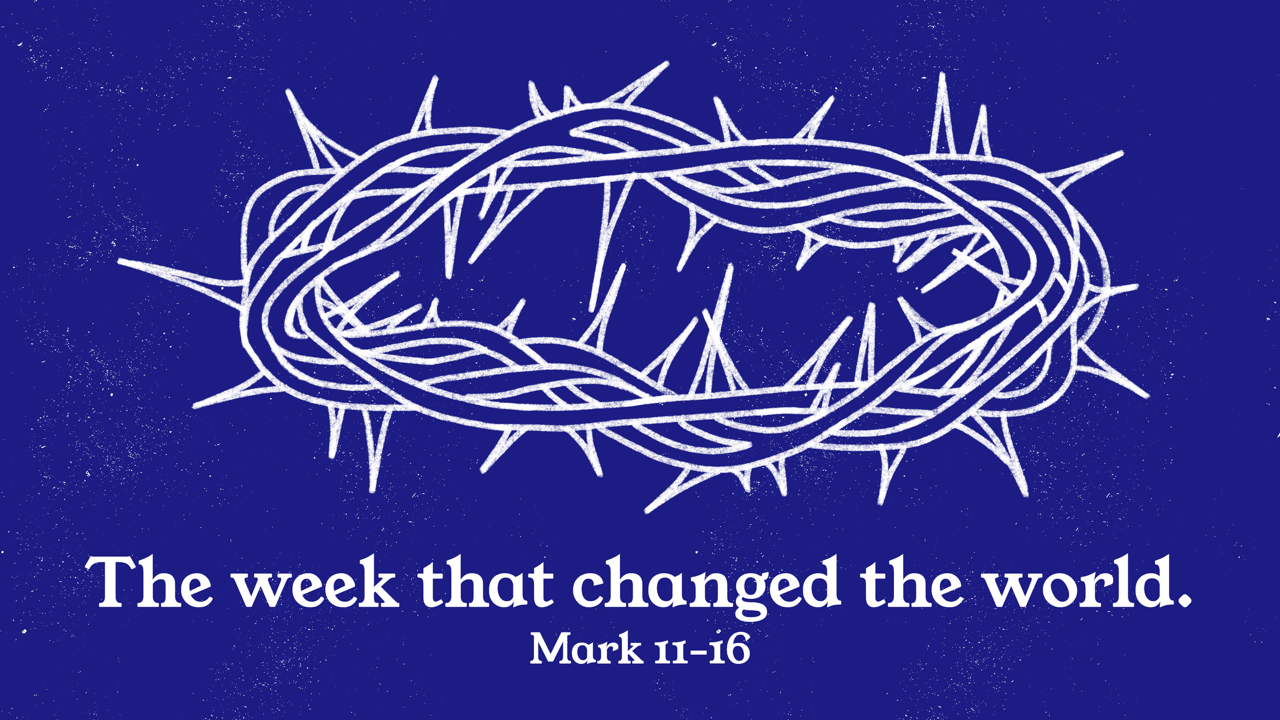 The week that changed the world.
Mark 11–16